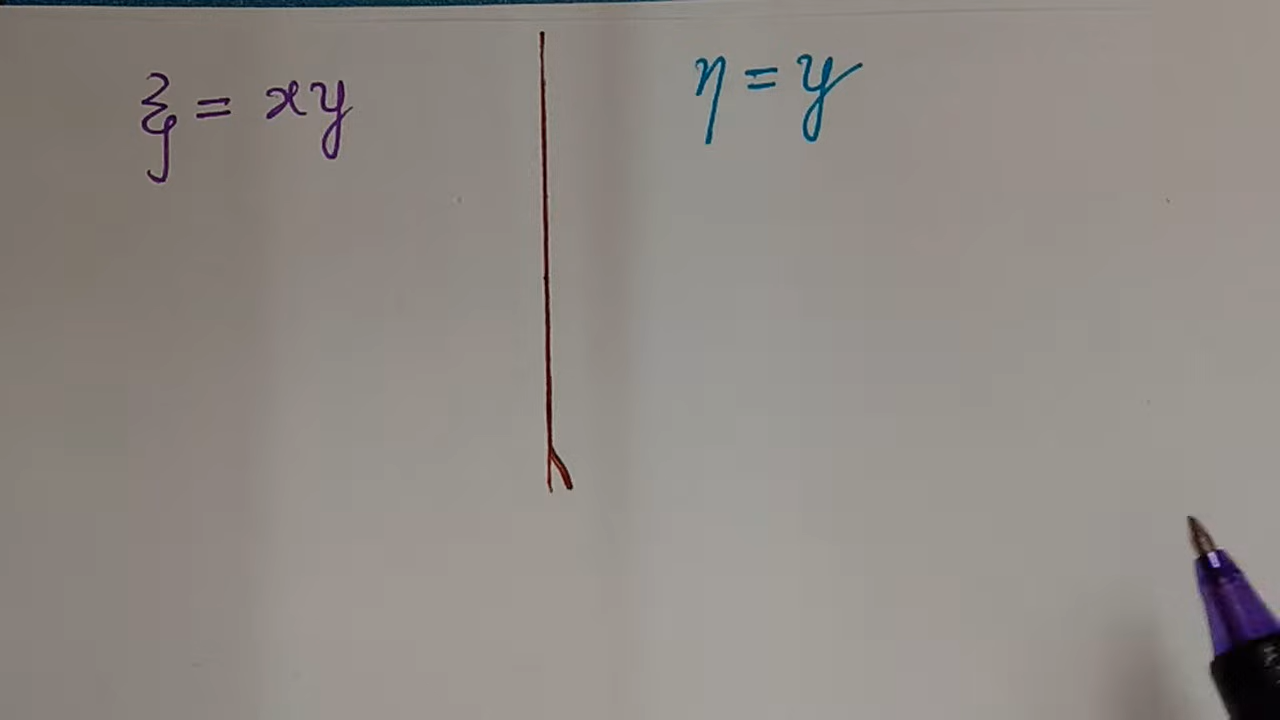 ξ = xy
η = y